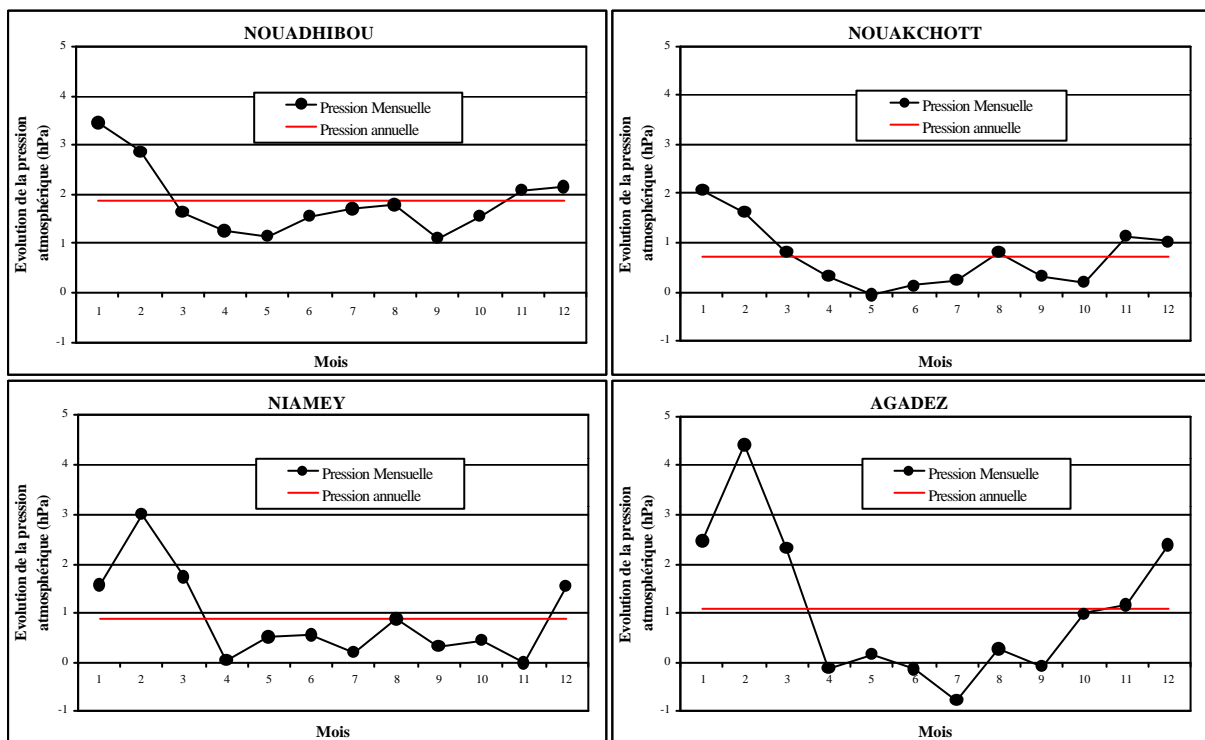 NOUADHIBOU
Evolution de la pression
atmosphérique (hPa)
5
4
3
2
1
0
-1
Pression Mensuelle
Pression annuelle
1 2 3 4 5 6 7 8 9 10 11 12
Mois
NOUAKCHOTT
Evolution de la pression
atmosphérique (hPa)
5
4
3
2
1
0
-1
Pression Mensuelle
Pression annuelle
1 2 3 4 5 6 7 8 9 10 11 12
Mois
NIAMEY
Evolution de la pression
atmosphérique (hPa)
5
4
3
2
1
0
-1
Pression Mensuelle
Pression annuelle
1 2 3 4 5 6 7 8 9 10 11 12
Mois
AGADEZ
Evolution de la pression
atmosphérique (hPa)
5
4
3
2
1
0
-1
Pression Mensuelle
Pression annuelle
1 2 3 4 5 6 7 8 9 10 11 12
Mois